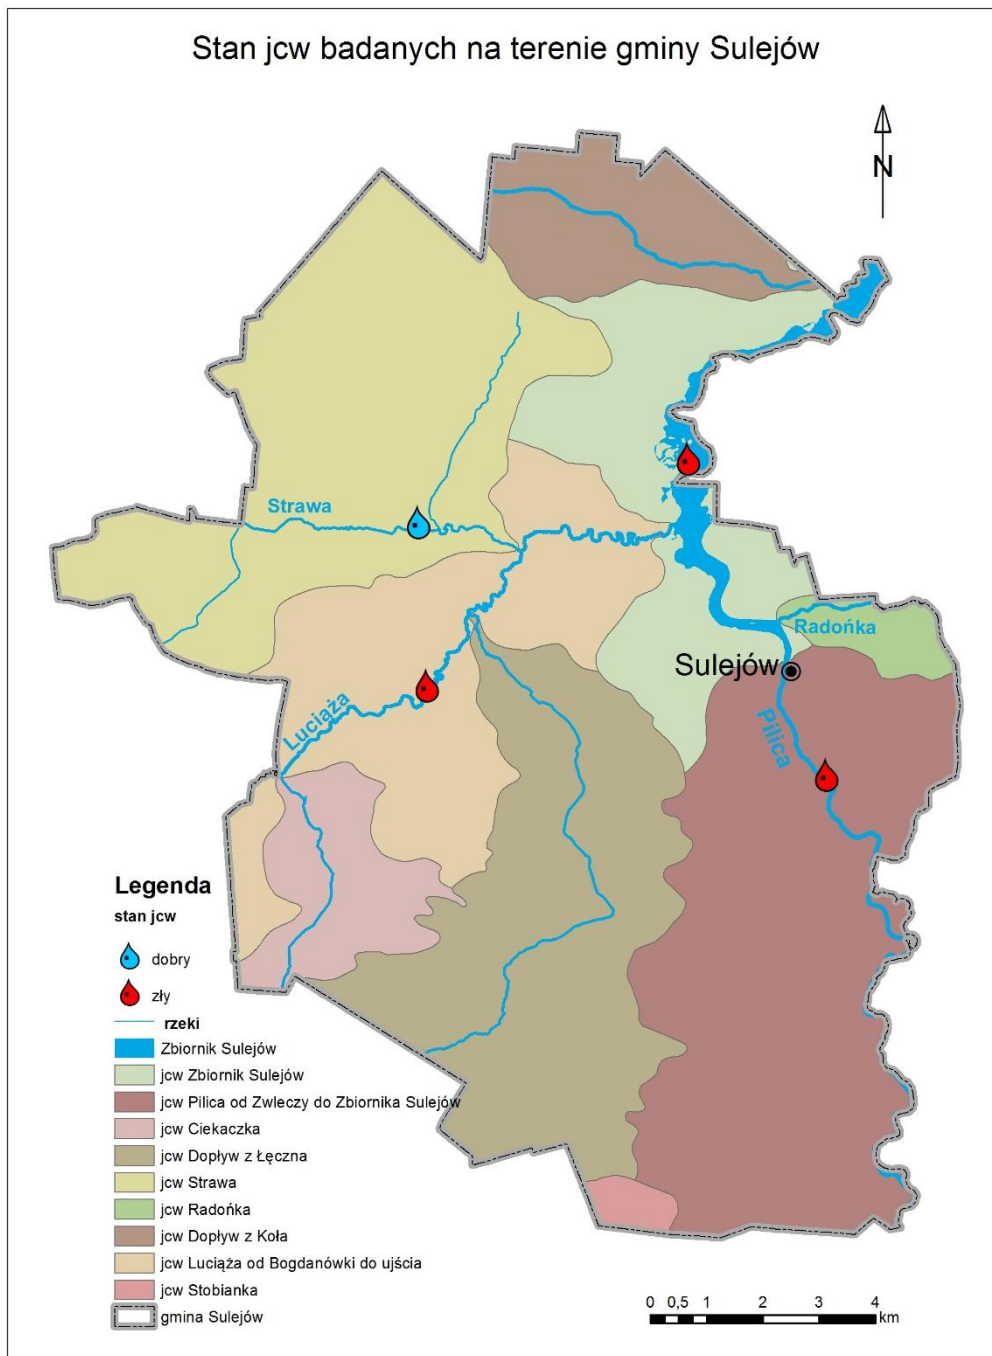 Stan jcw badanych na terenie gminy Sulejów
N
Strawa
Radońka
Sulejów
Luciąża
Pilica
Legenda
stan jcw
dobry
zły
rzeki
Zbiornik Sulejów
jcw Zbiornik Sulejów
jcw Pilica od Zwleczy do Zbiornika Sulejów
jcw Ciekaczka
jcw Dopływ z Łęczna
jcw Strawa
jcw Radońka
jcw Dopływ z Koła
jcw Luciąża od Bogdanówki do ujścia
jcw Stobianka
gmina Sulejów
0 0,5 1 2 3 4
km